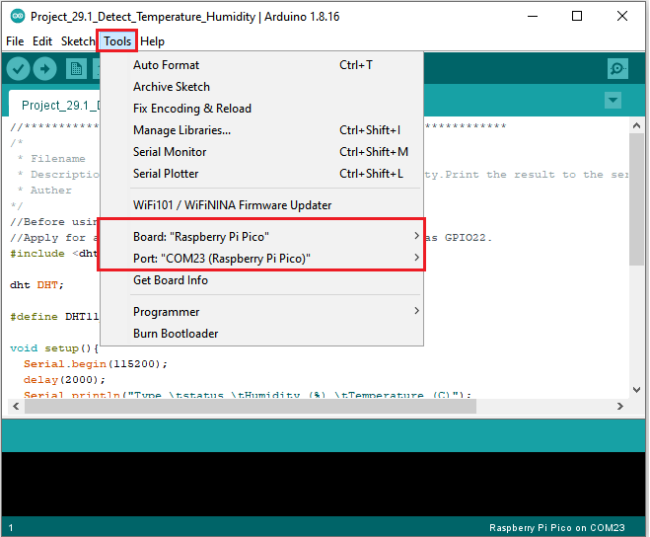 Project_29.1_Detect_Temperature_Humidity | Arduino 1.8.16
File Edit Sketch Tools Help
Auto Format Ctrl+T
Archive Sketch
Project_29.1_
Fix Encoding & Reload
//***********
Manage Libraries... Ctrl+Shift+I
************
/*
Serial Monitor Ctrl+Shift+M
* Filename
Serial Plotter Ctrl+Shift+L
* Descriptio
ty.Print the result to the ser
* Auther
*/
WiFi101 / WiFiNINA Firmware Updater
//Before usin
Board: "Raspberry Pi Pico"
//Apply for a
as GPIO22.
#include <dht
Port: "COM23 (Raspberry Pi Pico)"
Get Board Info
dht DHT;
Programmer
#define DHT11_
Burn Bootloader
void setup(){
Serial.begin(115200);
delay(2000);
Serial.println("Type,\tstatus,\tHumidity (%),\tTemperature (C)");
1
Raspberry Pi Pico on COM23